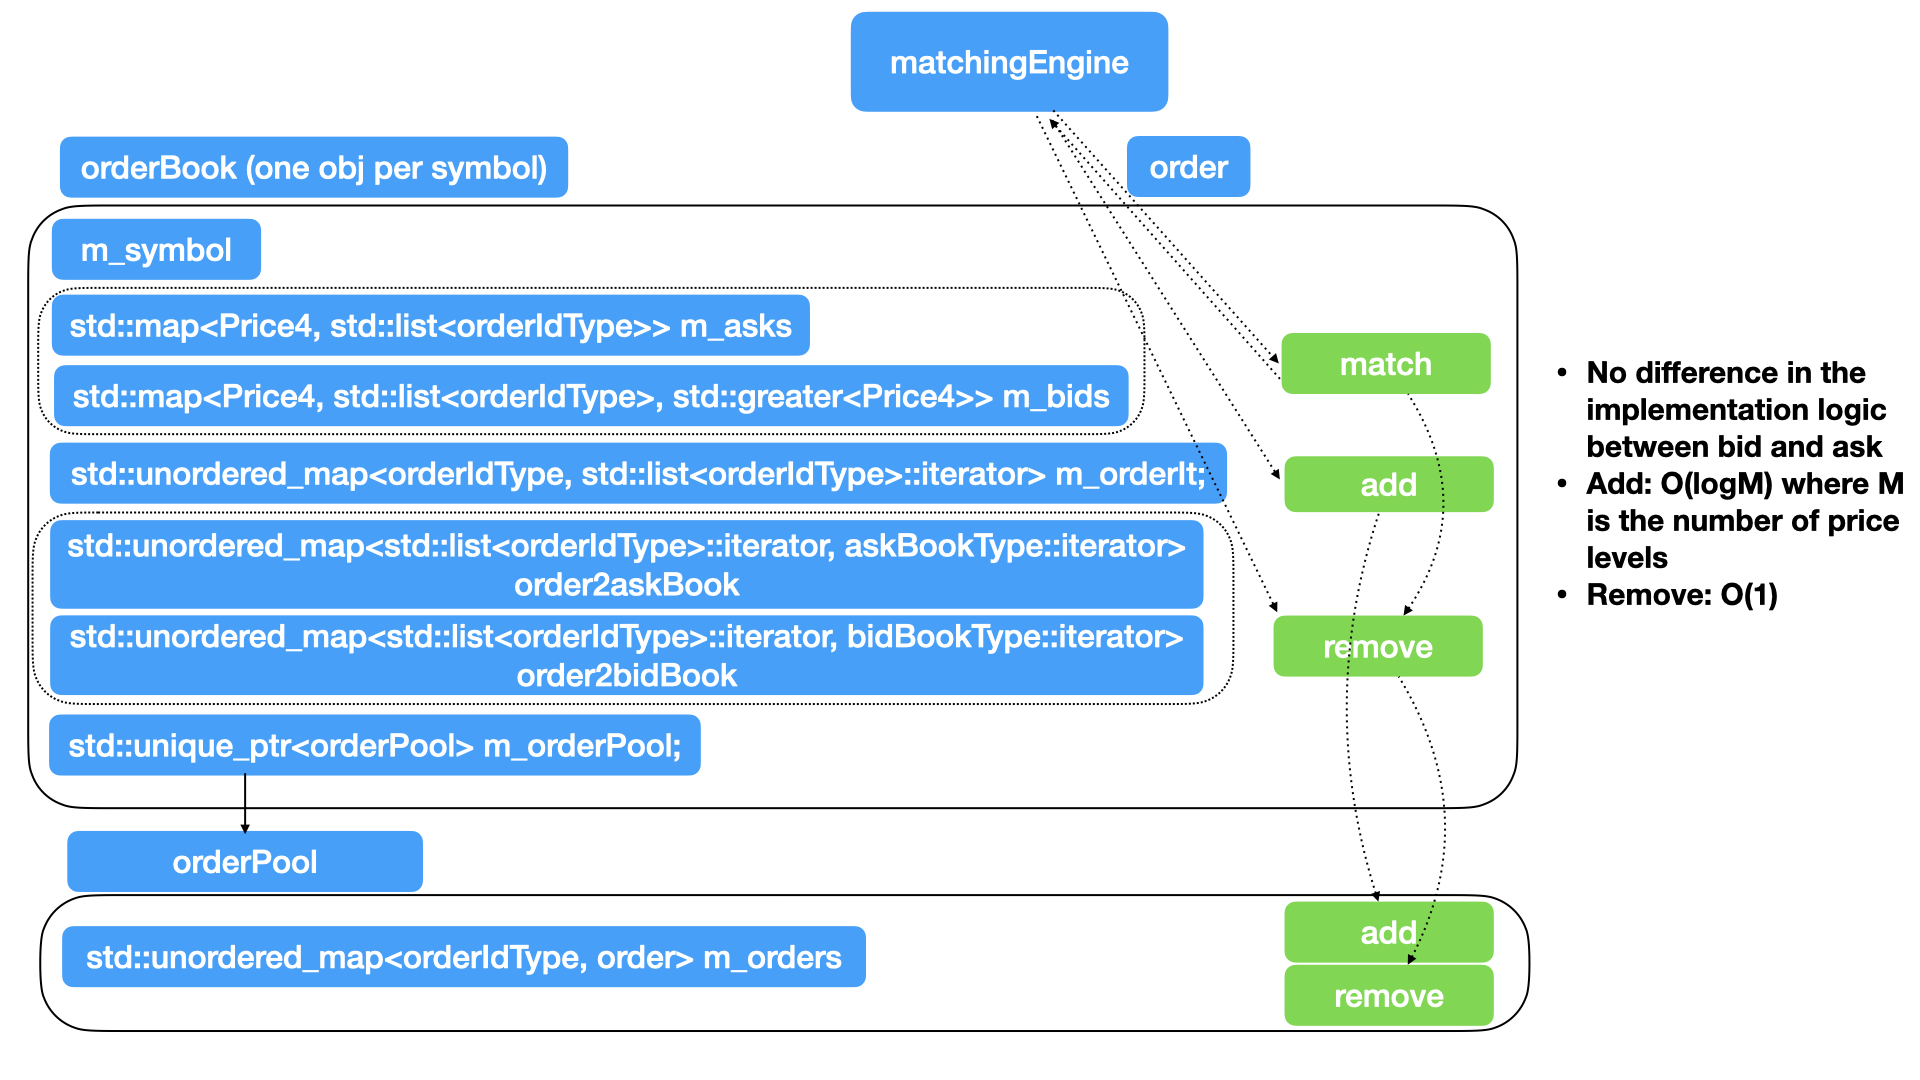 matchingEngine
orderBook (one obj per symbol)
order
m_symbol
std::map<Price4, std::list<orderIdType>> m_asks
std::map<Price4, std::list<orderIdType>, std::greater<Price4>> m_bids
std::unordered_map<orderIdType, std::list<orderIdType>::iterator> m_orderIt;
std::unordered_map<std::list<orderIdType>::iterator, askBookType::iterator>
order2askBook
std::unordered_map<std::list<orderIdType>::iterator, bidBookType::iterator>
order2bidBook
std::unique_ptr<orderPool> m_orderPool;
match
add
remove
orderPool
std::unordered_map<orderIdType, order> m_orders
add
remove
• No difference in the
implementation logic
between bid and ask
• Add: O(logM) where M
is the number of price
levels
• Remove: O(1)